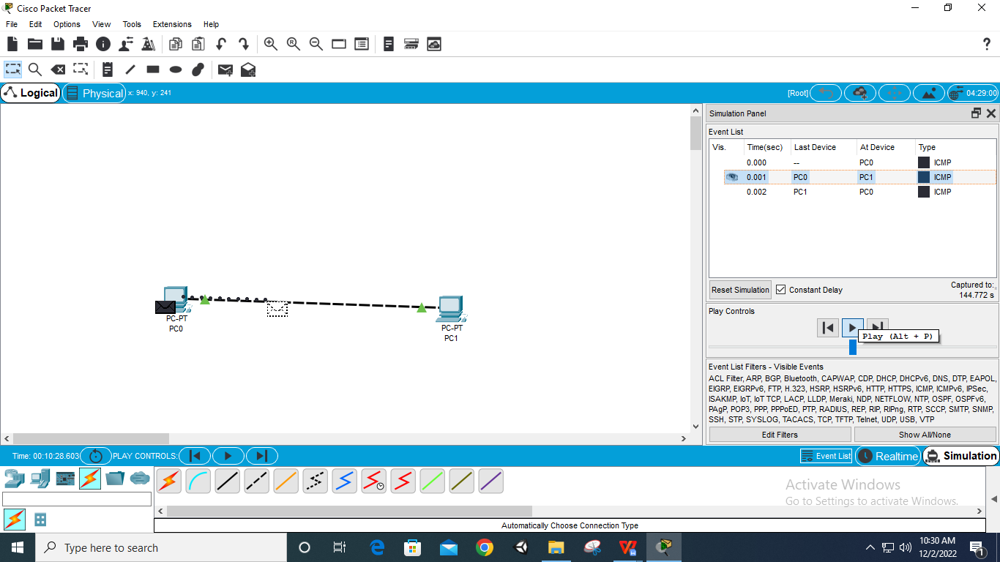 Cisco Packet Tracer
File Edit Options View Tools Extensions Help
?
Logical Physical x: 940, y: 241 [Root] 04:29:00
Simulation Panel
Event List
Vis. Time(sec) Last Device At Device Type
0.000 -- PC0 ICMP
0.001 PC0 PC1 ICMP
0.002 PC1 PC0 ICMP
Reset Simulation Constant Delay Captured to:
144.772 s
Play Controls
Play (Alt + P)
PC-PT
PC0
PC-PT
PC1
Event List Filters - Visible Events
ACL Filter, ARP, BGP, Bluetooth, CAPWAP, CDP, DHCP, DHCPv6, DNS, DTP, EAPOL,
EIGRP, EIGRPv6, FTP, H.323, HSRP, HSRPv6, HTTP, HTTPS, ICMP, ICMPv6, IPSec,
ISAKMP, IoT, IoT TCP, LACP, LLDP, Meraki, NDP, NETFLOW, NTP, OSPF, OSPFv6,
PAgP, POP3, PPP, PPPoED, PTP, RADIUS, REP, RIP, RIPng, RTP, SCCP, SMTP, SNMP,
SSH, STP, SYSLOG, TACACS, TCP, TFTP, Telnet, UDP, USB, VTP
Edit Filters Show All/None
Time: 00:10:28.603 PLAY CONTROLS: Event List Realtime Simulation
Activate Windows
Go to Settings to activate Windows.
Automatically Choose Connection Type
Type here to search
10:30 AM
12/2/2022
1